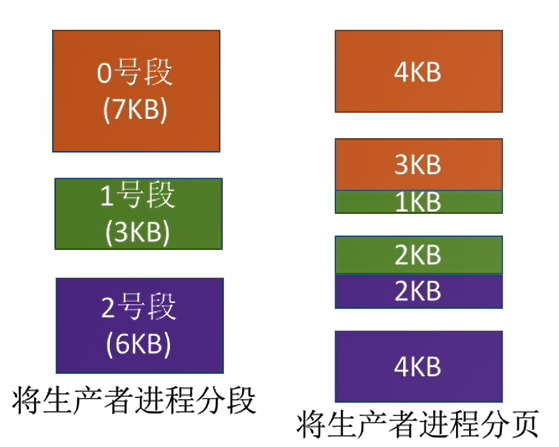 0号段
(7KB)
1号段
(3KB)
2号段
(6KB)
将生产者进程分段
4KB
3KB
1KB
2KB
2KB
4KB
将生产者进程分页